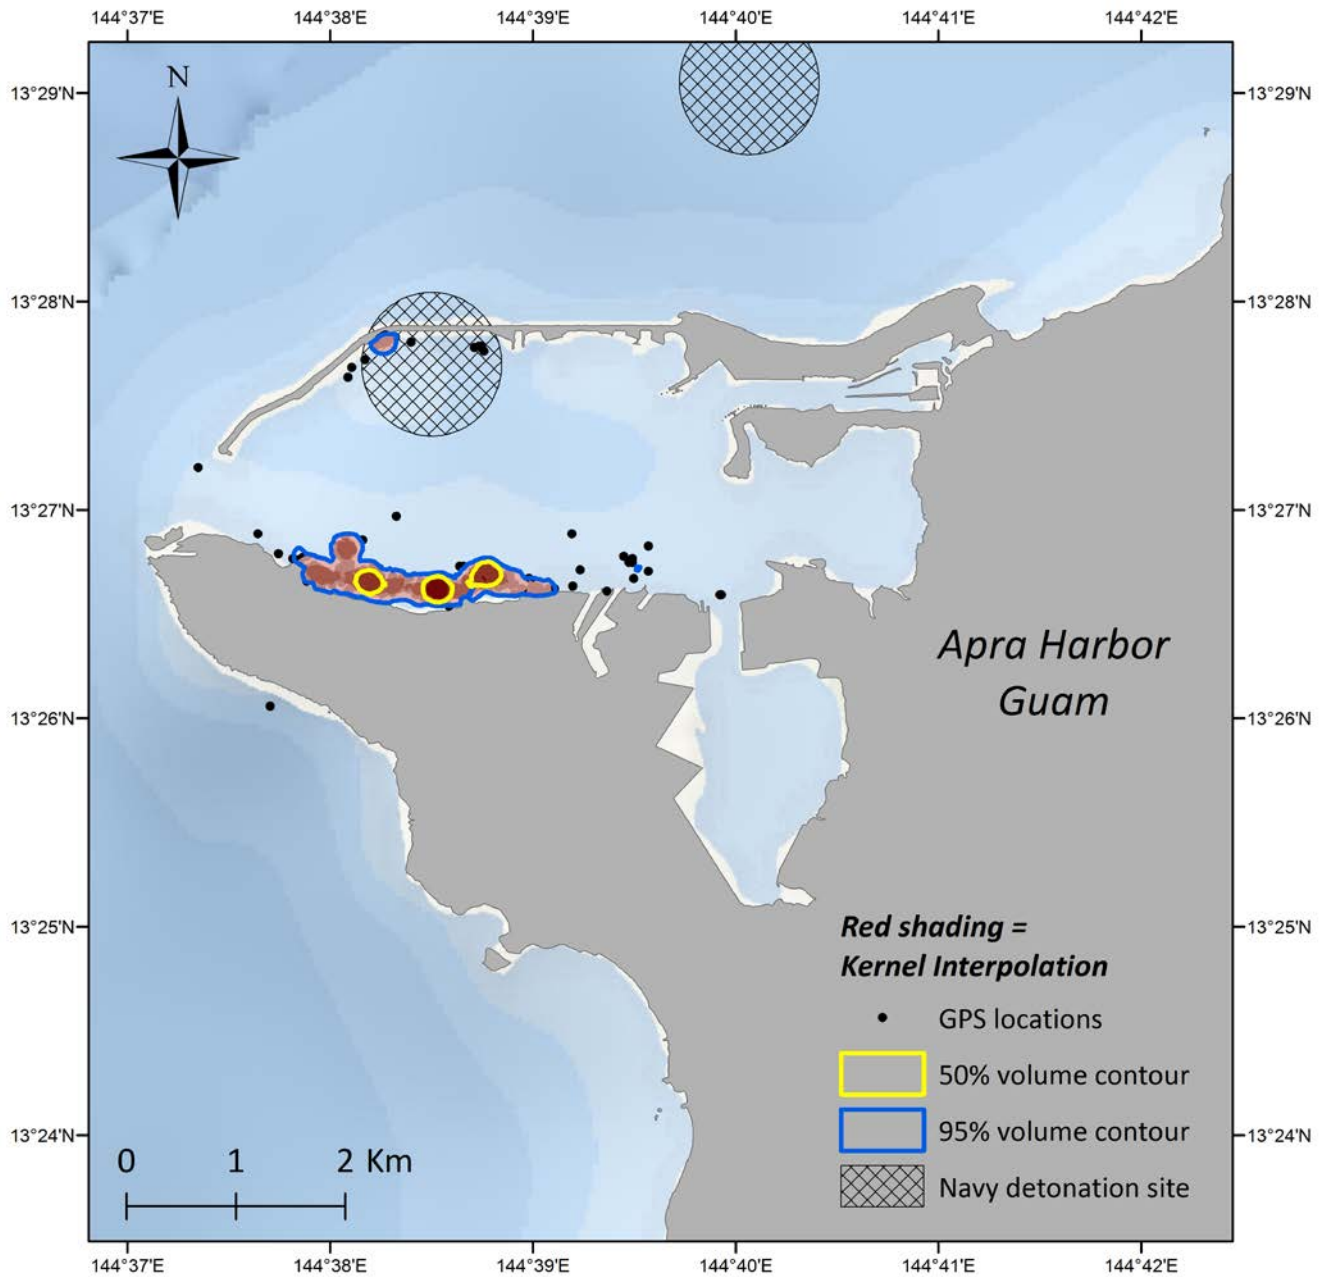 144°37'E 144°38'E 144°39'E 144°40'E 144°41'E 144°42'E
N
13°29'N 13°29'N
13°28'N 13°28'N
13°27'N 13°27'N
Apra Harbor
Guam
13°26'N 13°26'N
13°25'N 13°25'N
Red shading =
Kernel Interpolation
GPS locations
50% volume contour
95% volume contour
13°24'N 13°24'N
0 1 2 Km
Navy detonation site
144°37'E 144°38'E 144°39'E 144°40'E 144°41'E 144°42'E